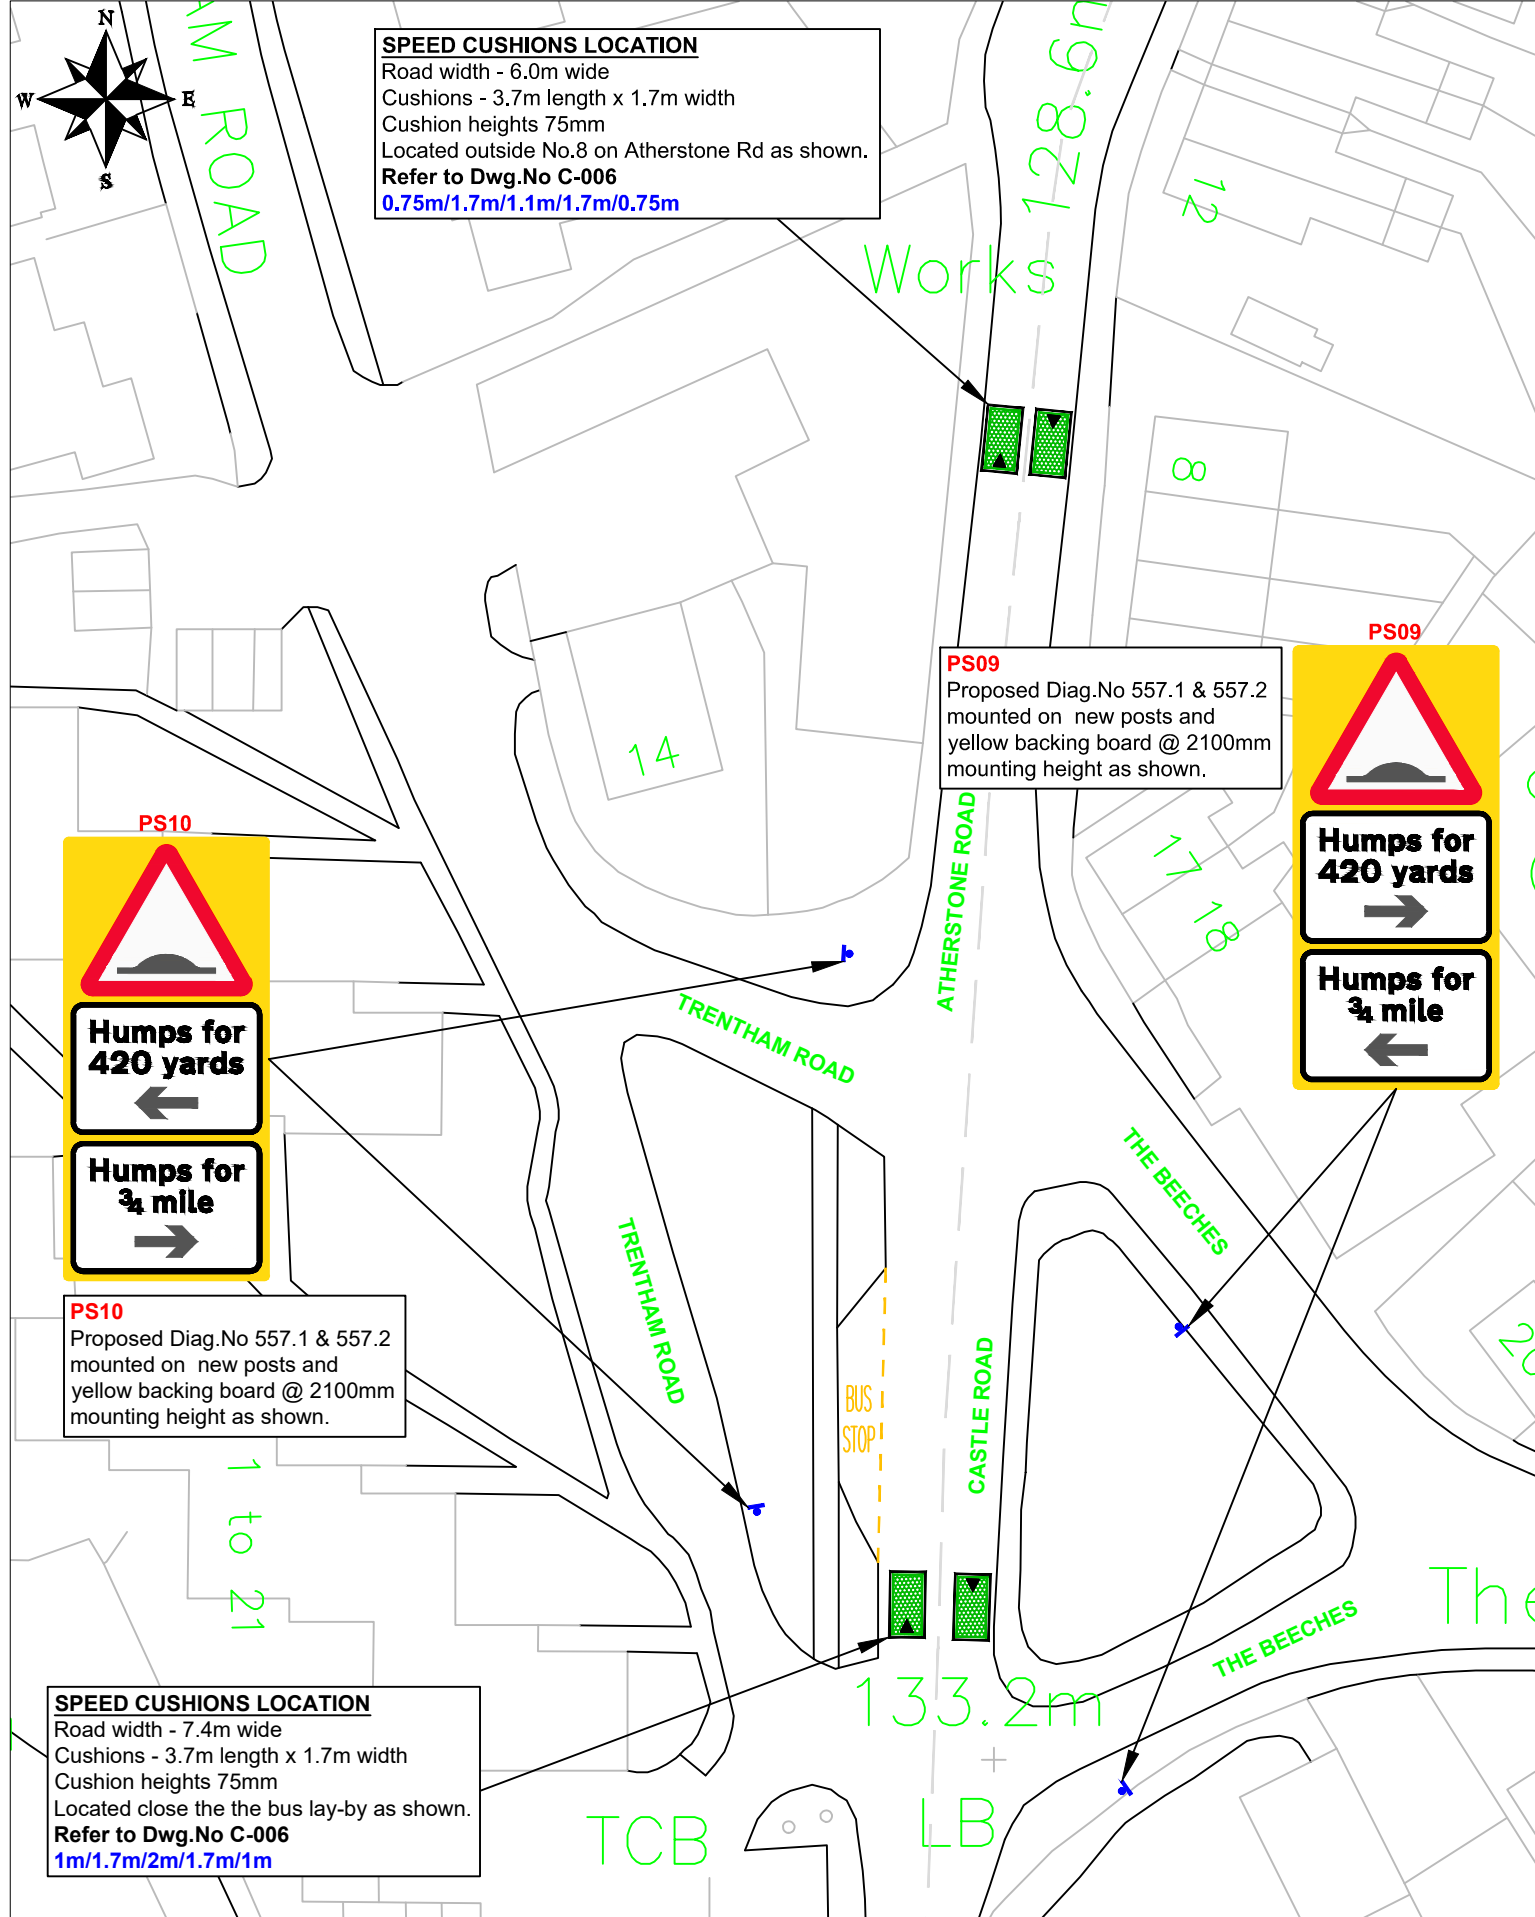 N
W
E
S
AM ROAD
SPEED CUSHIONS LOCATION
Road width - 6.0m wide
Cushions - 3.7m length x 1.7m width
Cushion heights 75mm
Located outside No.8 on Atherstone Rd as shown.
Refer to Dwg.No C-006
0.75m/1.7m/1.1m/1.7m/0.75m
128.6m
12
Works
8
14
PS09
Proposed Diag.No 557.1 & 557.2
mounted on new posts and
yellow backing board @ 2100mm
mounting height as shown.
PS09
Humps for
420 yards
Humps for
¾ mile
17 18
ATHERSTONE ROAD
TRENTHAM ROAD
PS10
Humps for
420 yards
Humps for
¾ mile
PS10
Proposed Diag.No 557.1 & 557.2
mounted on new posts and
yellow backing board @ 2100mm
mounting height as shown.
THE BEECHES
TRENTHAM ROAD
CASTLE ROAD
BUS
STOP
20
1 to 21
The
THE BEECHES
133.2m
SPEED CUSHIONS LOCATION
Road width - 7.4m wide
Cushions - 3.7m length x 1.7m width
Cushion heights 75mm
Located close the the bus lay-by as shown.
Refer to Dwg.No C-006
1m/1.7m/2m/1.7m/1m
TCB
LB